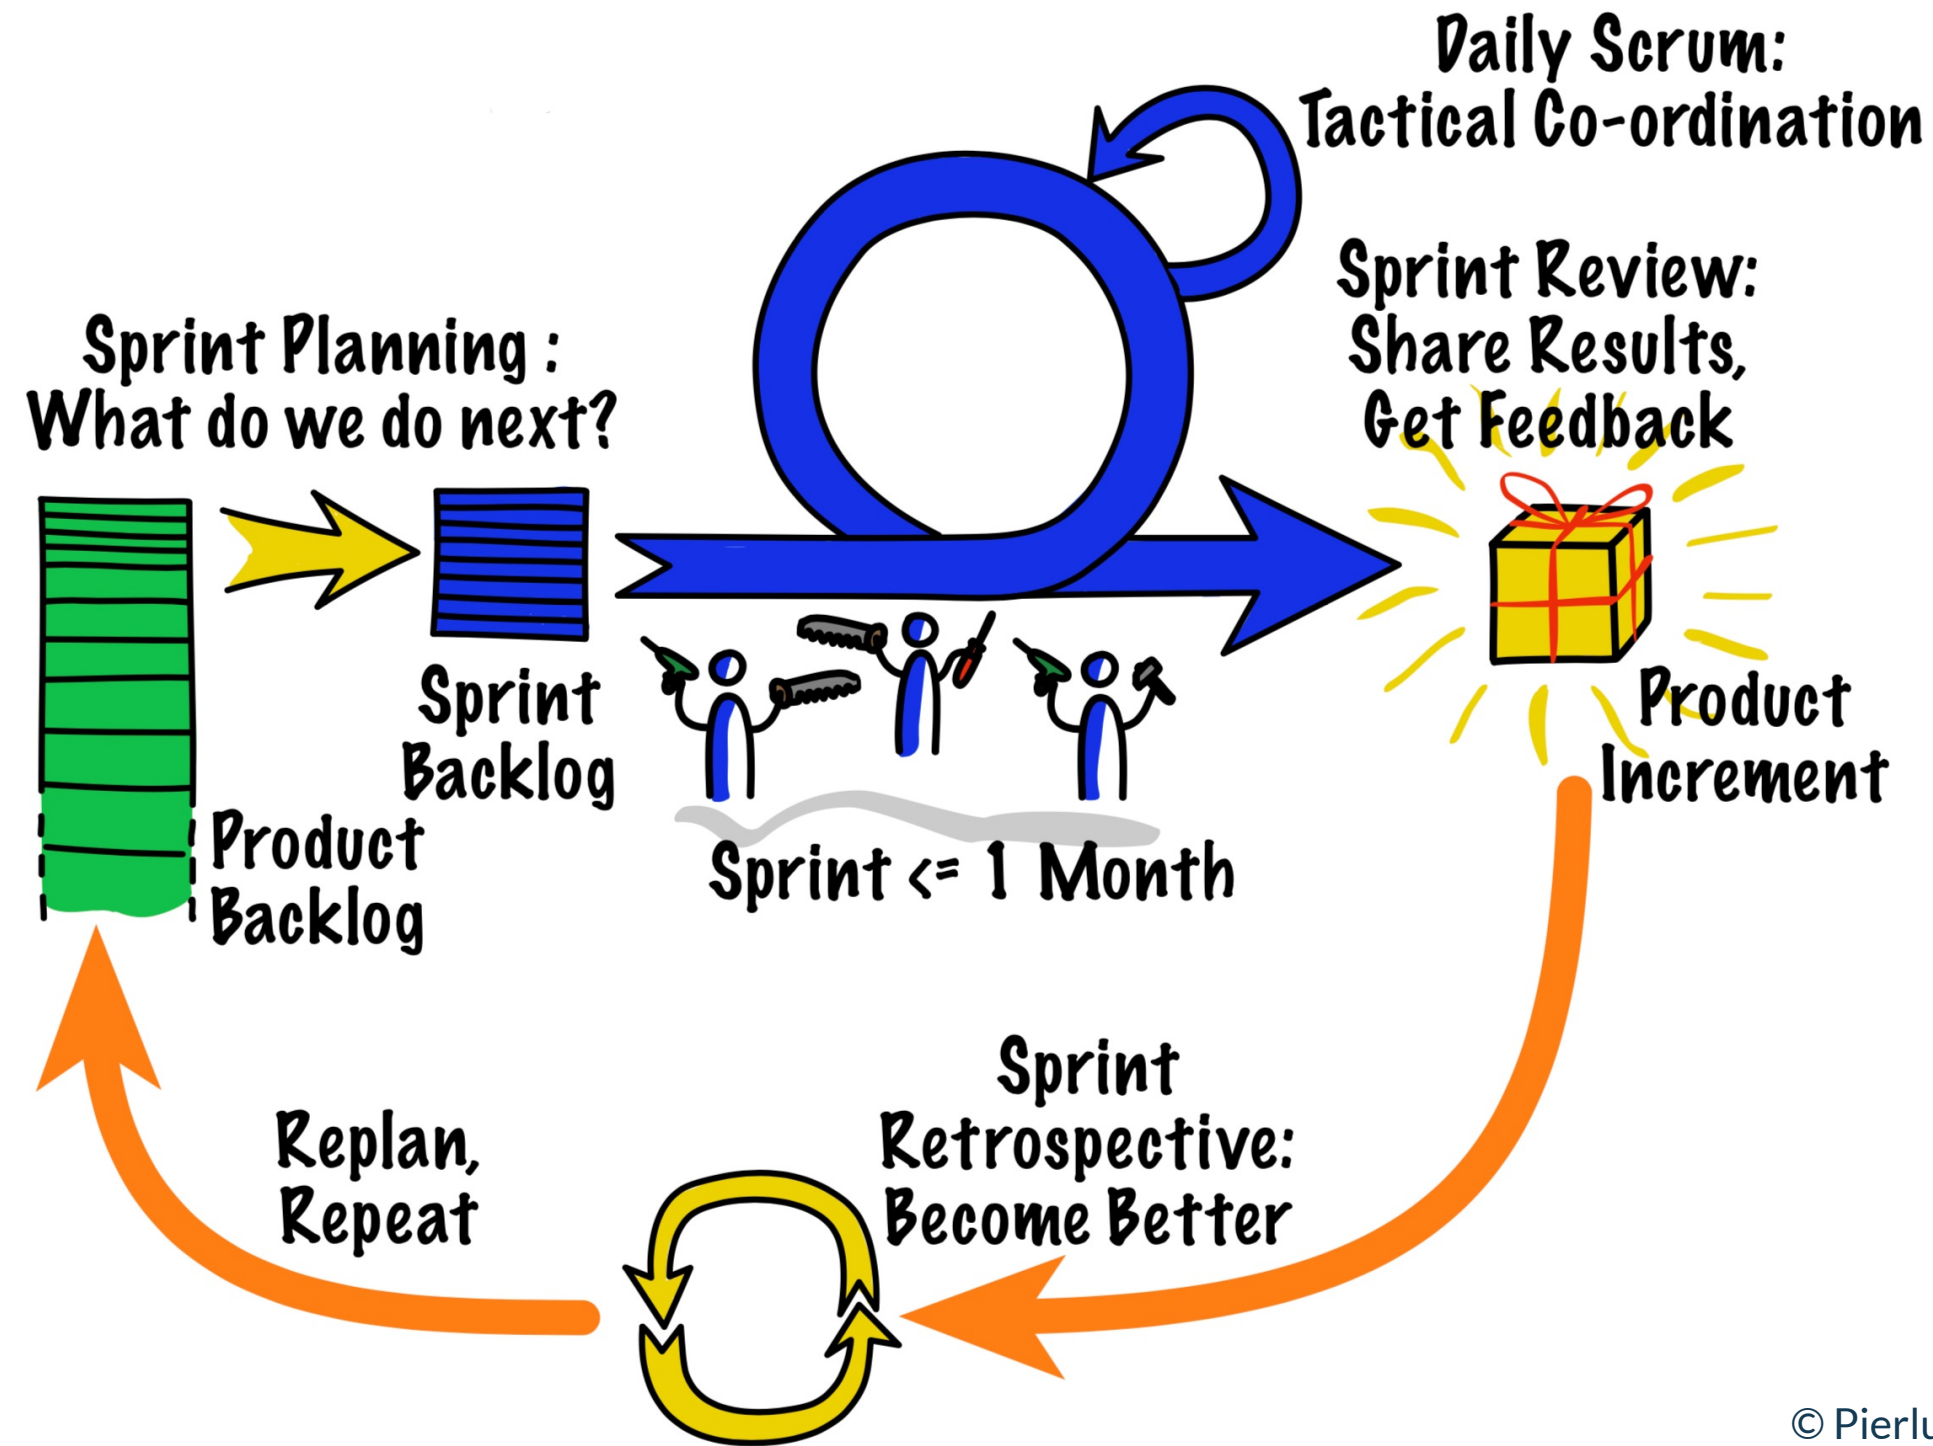 Daily Scrum:
Tactical Co-ordination
Sprint Review:
Share Results,
Get Feedback
Sprint Planning :
What do we do next?
Sprint
Backlog
Product
Increment
Product
Backlog
Sprint <= 1 Month
Sprint
Retrospective:
Become Better
Replan,
Repeat
©